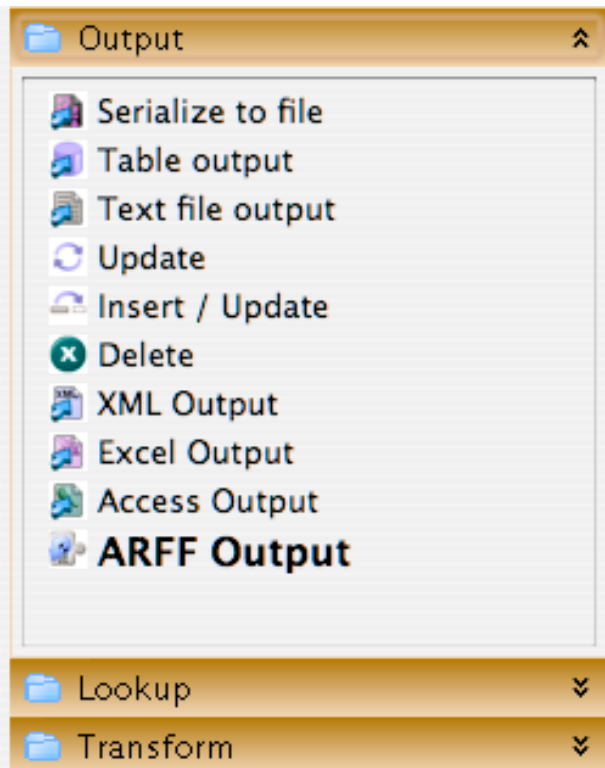 Output
Serialize to file
Table output
Text file output
Update
Insert / Update
Delete
XML Output
Excel Output
Access Output
ARFF Output
Lookup
Transform